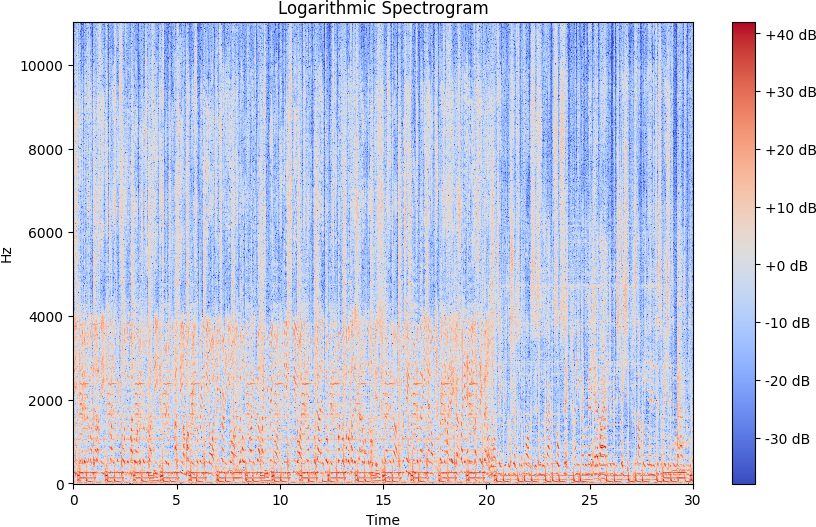 Logarithmic Spectrogram
10000
8000
6000
4000
2000
0
Hz
0 5 10 15 20 25 30
Time
+40 dB
+30 dB
+20 dB
+10 dB
+0 dB
-10 dB
-20 dB
-30 dB